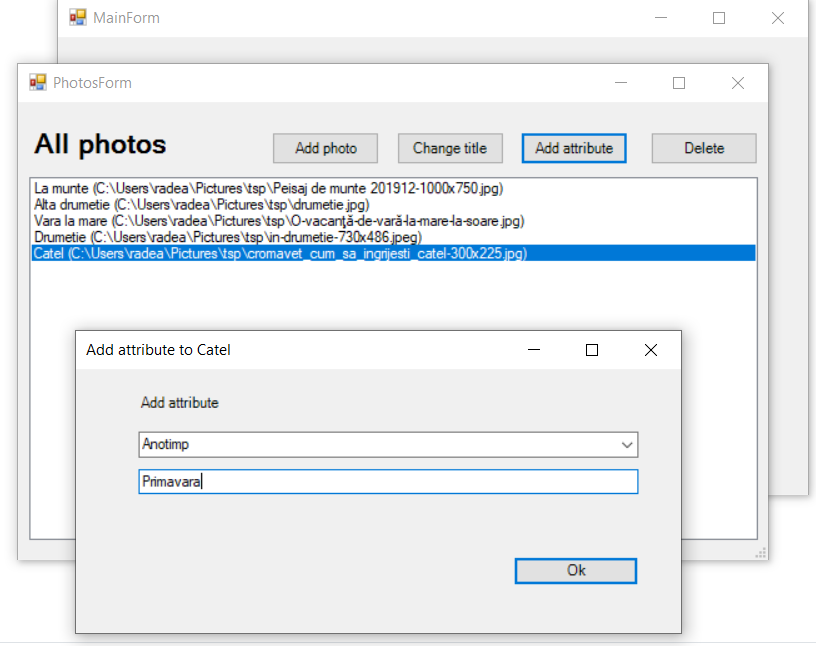 MainForm
PhotosForm
All photos
Add photo
Change title
Add attribute
Delete
La munte (C:\Users\radea\Pictures\tsp\Peisaj de munte 201912-1000x750.jpg)
Alta drumetie (C:\Users\radea\Pictures\tsp\drumetie.jpg)
Vara la mare (C:\Users\radea\Pictures\tsp\O-vacanţă-de-vară-la-mare-la-soare.jpg)
Drumetie (C:\Users\radea\Pictures\tsp\in-drumetie-730x486.jpeg)
Catel (C:\Users\radea\Pictures\tsp\cromavet_cum_sa_ingrijesti_catel-300x225.jpg)
Add attribute to Catel
Add attribute
Anotimp
Primavara
Ok